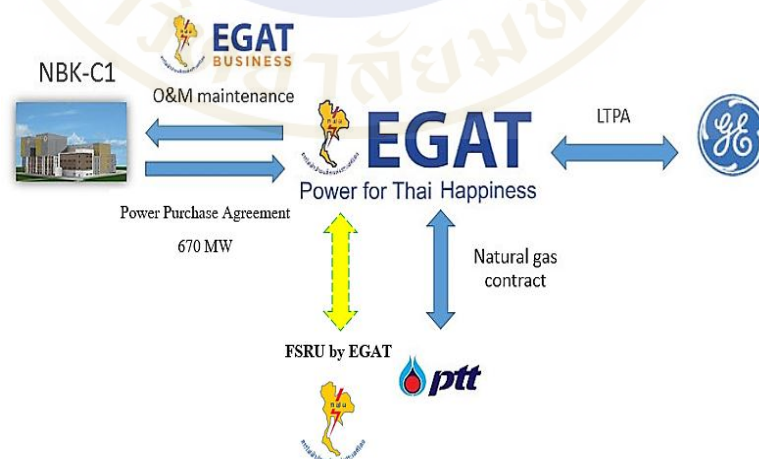 EGAT
BUSINESS
NBK-C1
O&M maintenance
EGAT
Power for Thai Happiness
LTPA
GE
Power Purchase Agreement
670 MW
Natural gas
contract
FSRU by EGAT
ptt